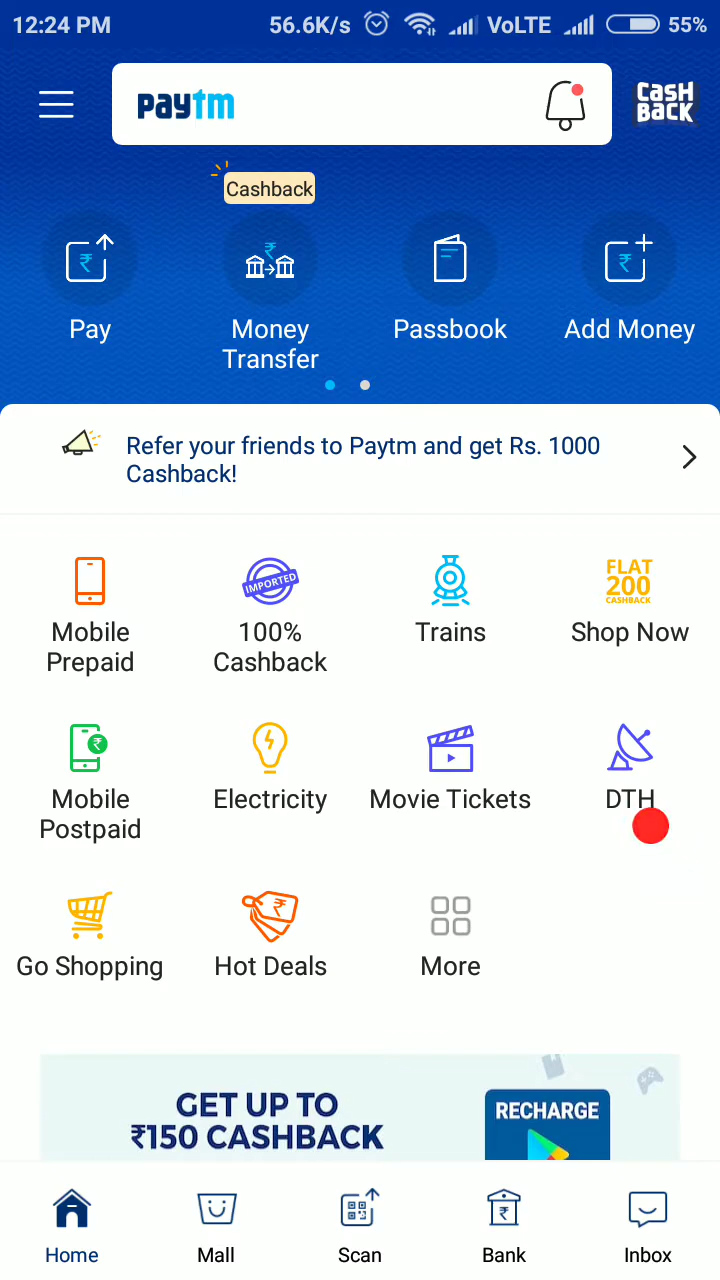 12:24 PM 56.6K/s VoLTE 55%
paytm
CASH
BACK
Cashback
Pay
Money
Transfer
Passbook
Add Money
Refer your friends to Paytm and get Rs. 1000
Cashback!
Mobile
Prepaid
IMPORTED
100%
Cashback
Trains
FLAT
200
CASHBACK
Shop Now
Mobile
Postpaid
Electricity
Movie Tickets
DTH
Go Shopping
Hot Deals
More
GET UP TO
₹150 CASHBACK
RECHARGE
Home
Mall
Scan
Bank
Inbox